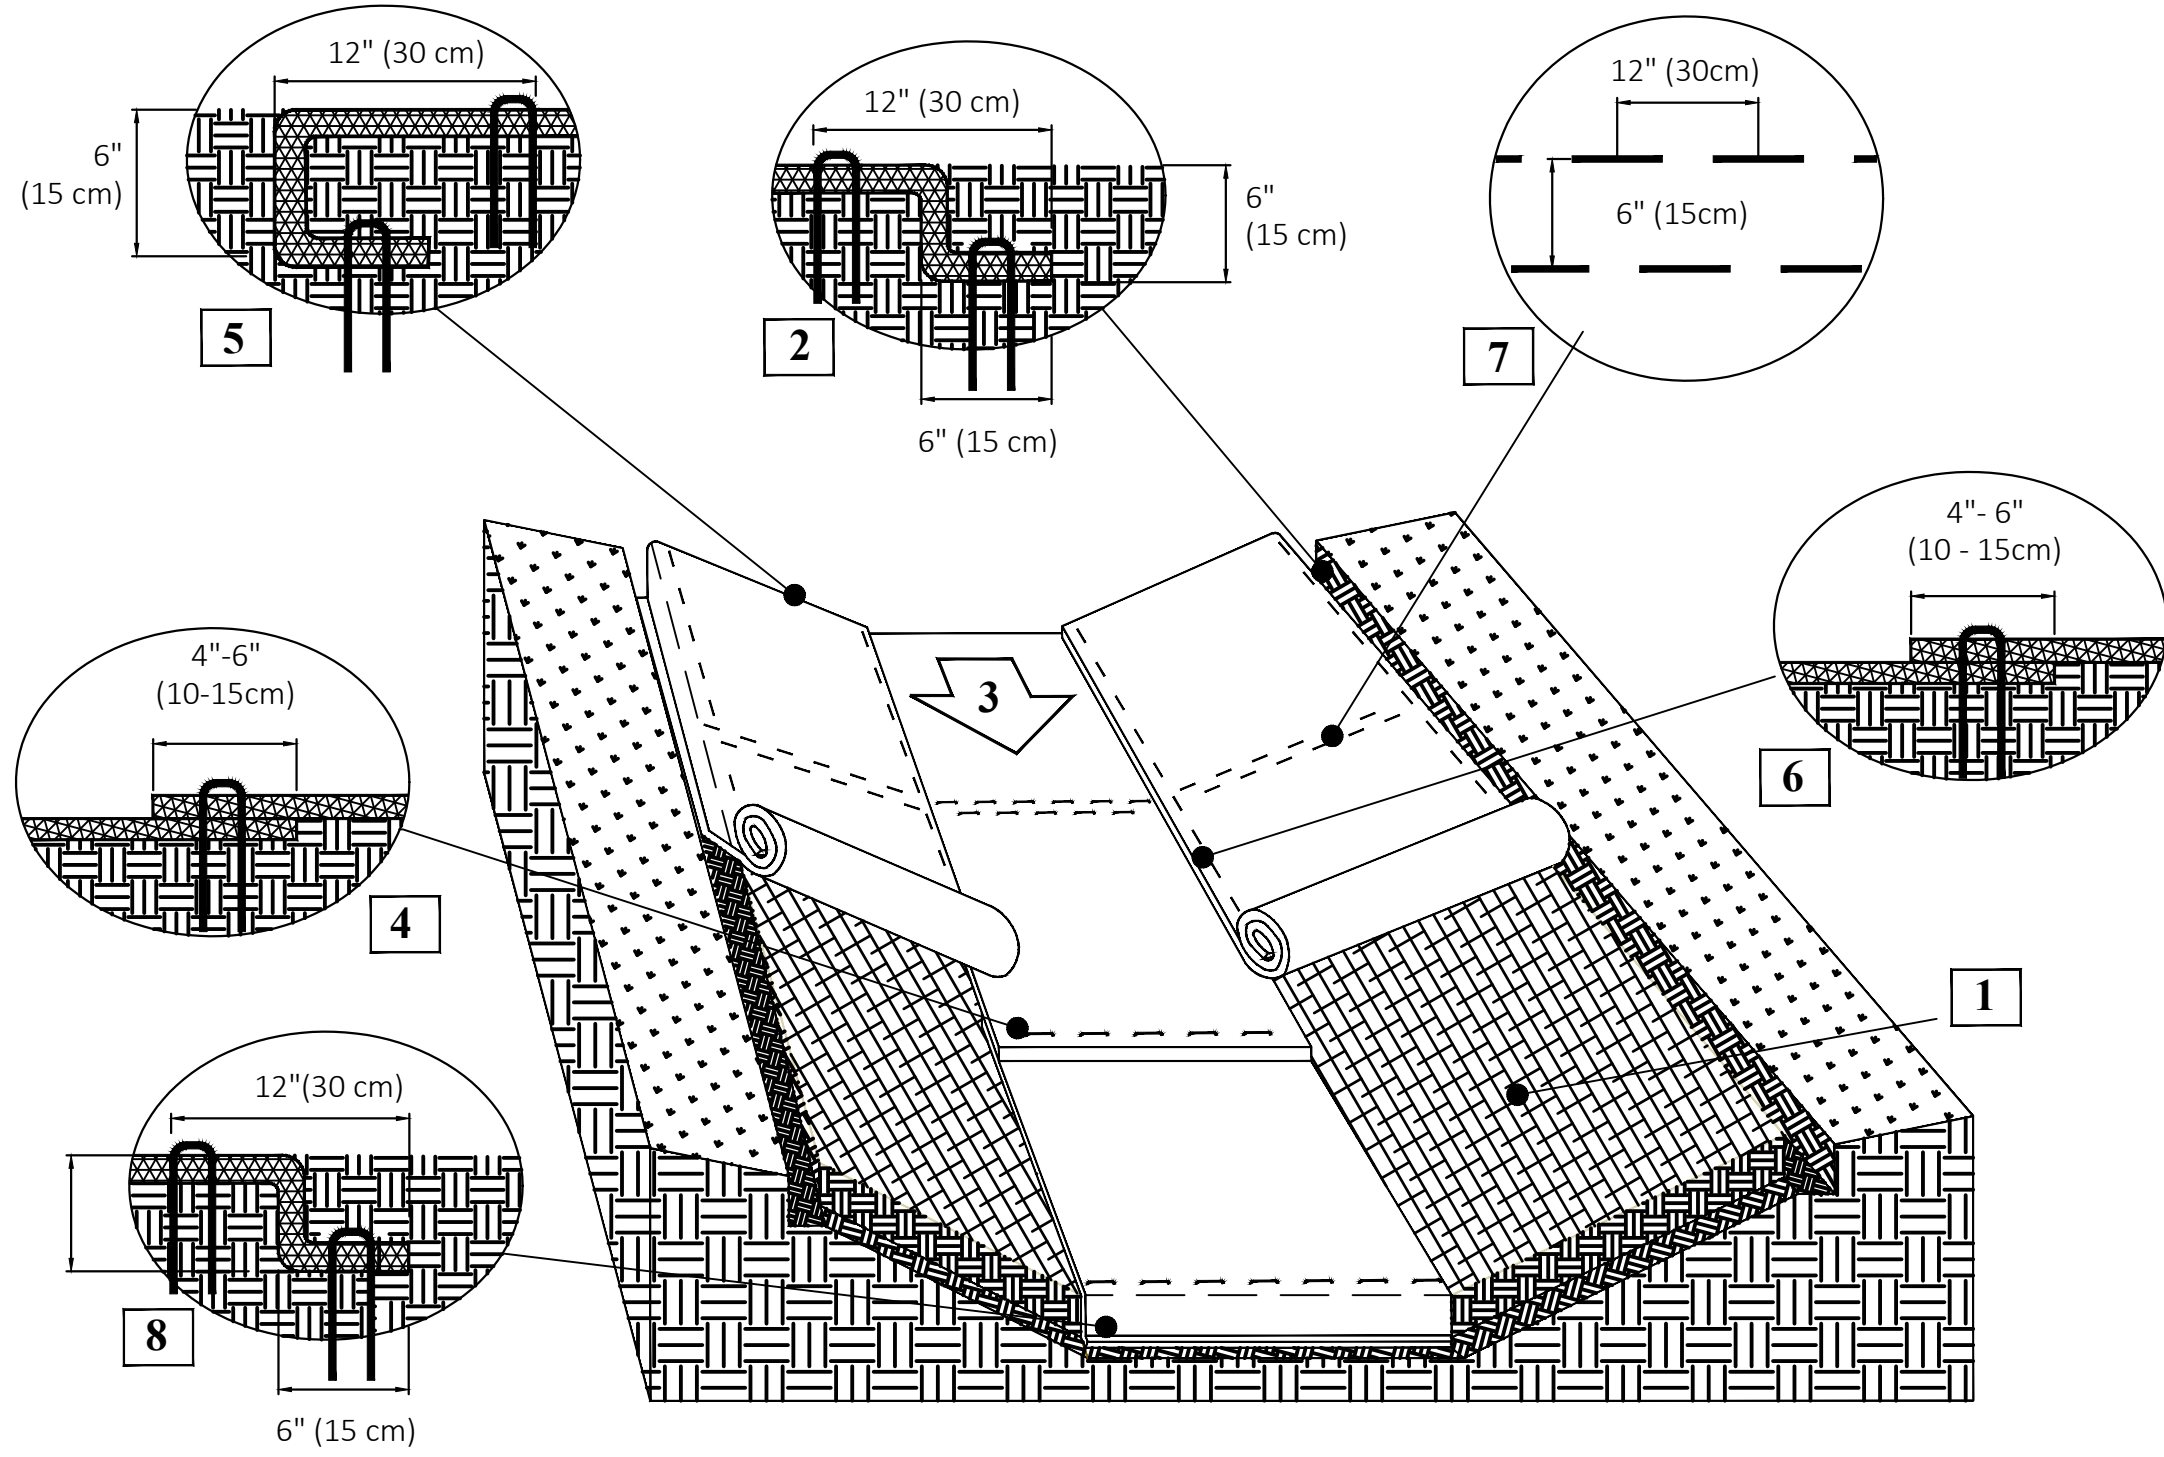 12" (30 cm)
6"
(15 cm)
5
12" (30 cm)
6"
(15 cm)
2
6" (15 cm)
12" (30cm)
6" (15cm)
7
4"- 6"
(10 - 15cm)
6
3
4"-6"
(10-15cm)
4
1
12"(30 cm)
8
6" (15 cm)